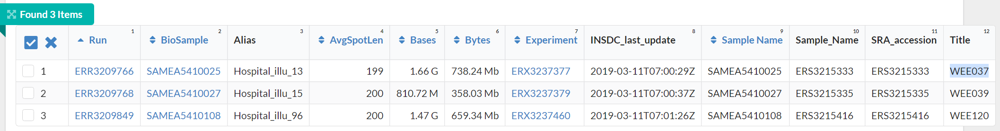 Found 3 Items
Run 1 BioSample 2 Alias 3 AvgSpotLen 4 Bases 5 Bytes 6 Experiment 7 INSDC_last_update 8 Sample Name 9 Sample_Name 10 SRA_accession 11 Title 12
1 ERR3209766 SAMEA5410025 Hospital_illu_13 199 1.66 G 738.24 Mb ERX3237377 2019-03-11T07:00:29Z SAMEA5410025 ERS3215333 ERS3215333 WEE037
2 ERR3209768 SAMEA5410027 Hospital_illu_15 200 810.72 M 358.03 Mb ERX3237379 2019-03-11T07:00:37Z SAMEA5410027 ERS3215335 ERS3215335 WEE039
3 ERR3209849 SAMEA5410108 Hospital_illu_96 200 1.47 G 659.34 Mb ERX3237460 2019-03-11T07:01:26Z SAMEA5410108 ERS3215416 ERS3215416 WEE120